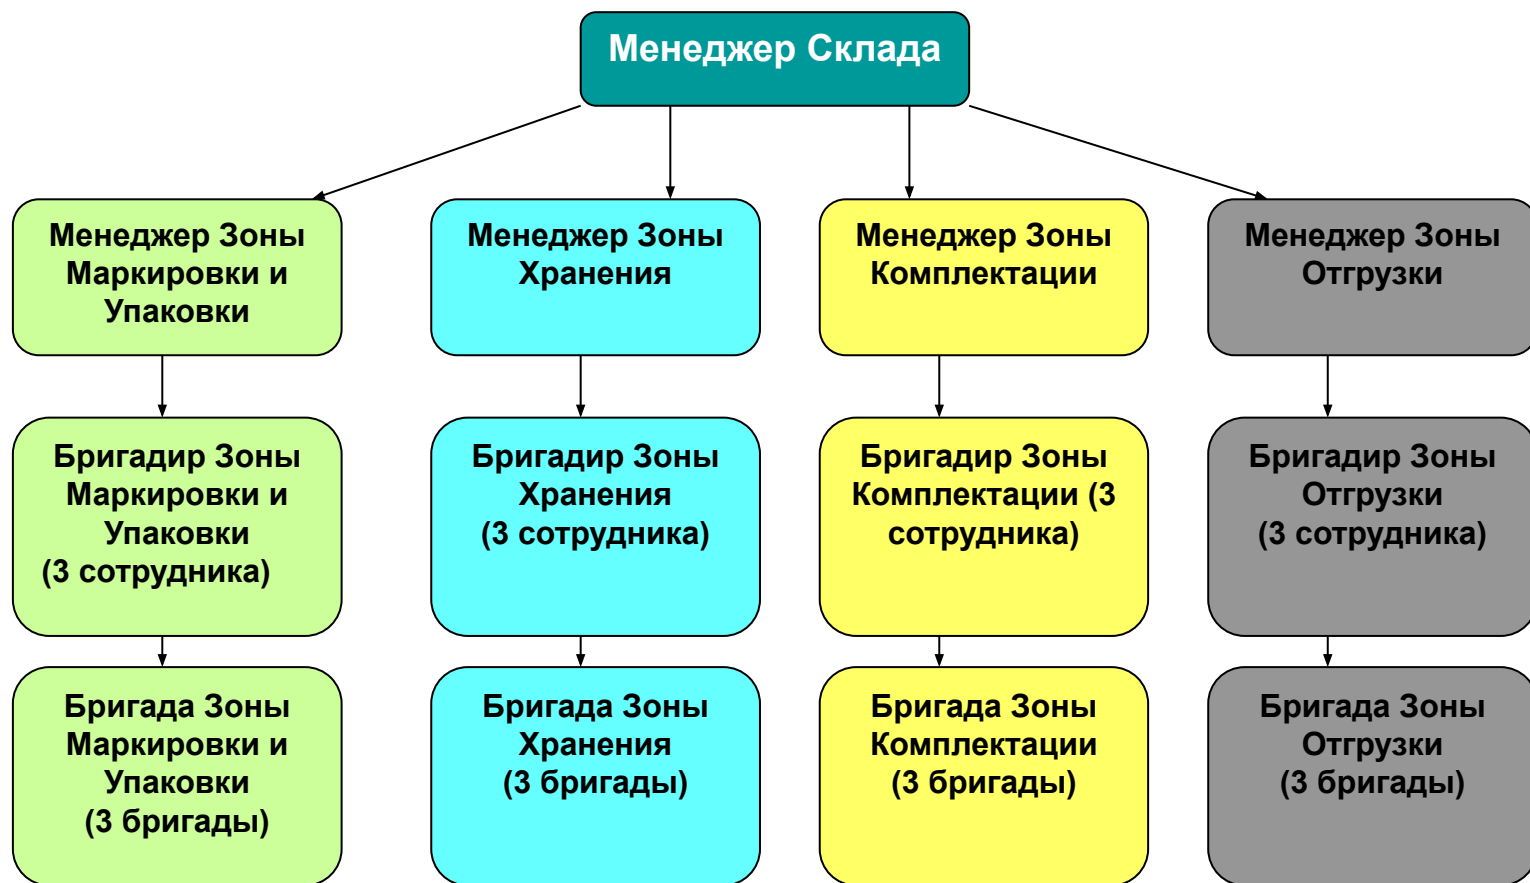 Менеджер Склада
Менеджер Зоны
Маркировки и
Упаковки
Менеджер Зоны
Хранения
Менеджер Зоны
Комплектации
Менеджер Зоны
Отгрузки
Бригадир Зоны
Маркировки и
Упаковки
(3 сотрудника)
Бригадир Зоны
Хранения
(3 сотрудника)
Бригадир Зоны
Комплектации (3
сотрудника)
Бригадир Зоны
Отгрузки
(3 сотрудника)
Бригада Зоны
Маркировки и
Упаковки
(3 бригады)
Бригада Зоны
Хранения
(3 бригады)
Бригада Зоны
Комплектации
(3 бригады)
Бригада Зоны
Отгрузки
(3 бригады)